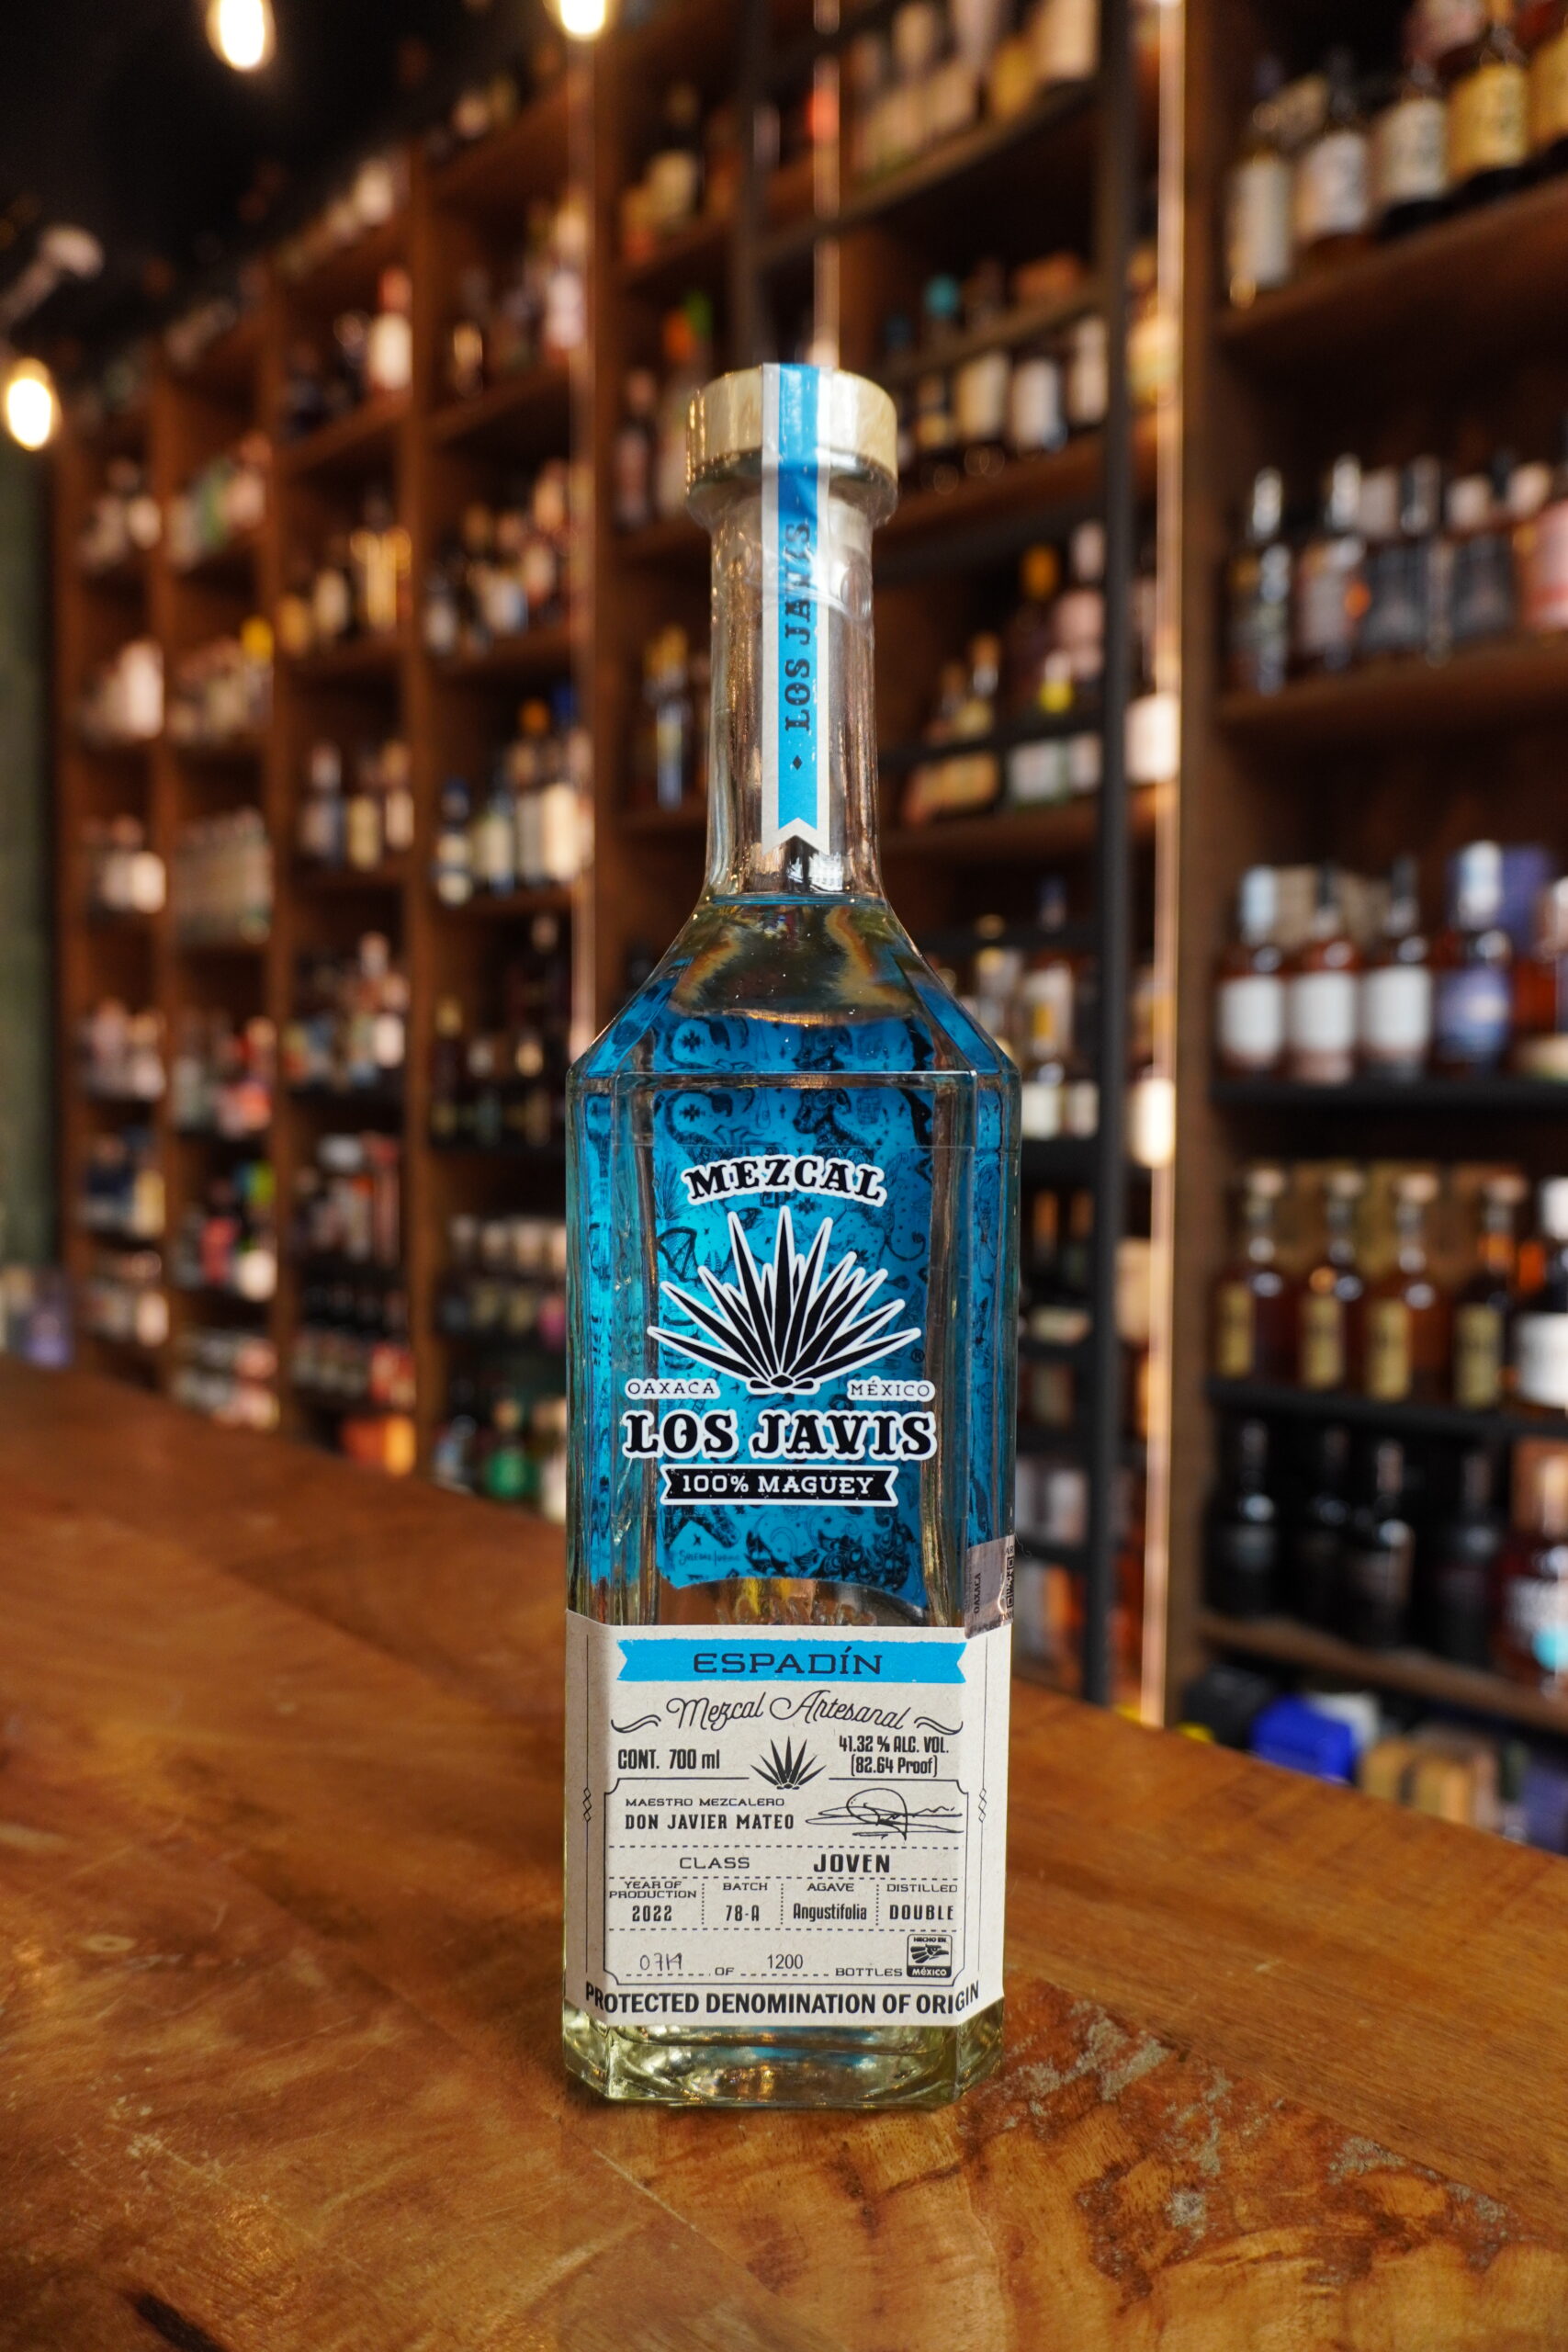 LOS JAVIS
MEZCAL
OAXACA MÉXICO
LOS JAVIS
100% MAGUEY
OAXACA
ESPADÍN
Mezcal Artesanal
CONT. 700 ml
41.32 % ALC. VOL.
(82.64 Proof)
MAESTRO MEZCALERO
DON JAVIER MATEO
CLASS JOVEN
YEAR OF PRODUCTION
2022
BATCH
78-A
AGAVE
Angustifolia
DISTILLED
DOUBLE
OF 1200 BOTTLES
HECHO EN
MÉXICO
PROTECTED DENOMINATION OF ORIGIN